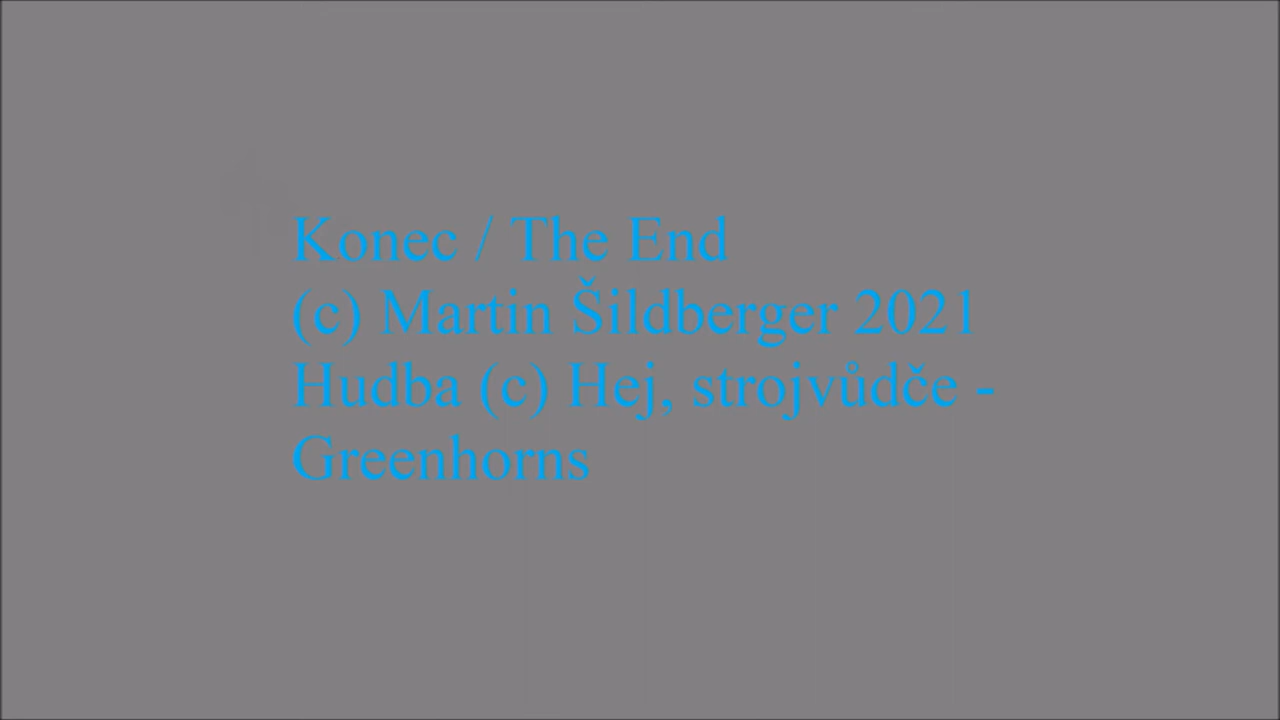 Konec / The End
(c) Martin Šildberger 2021
Hudba (c) Hej, strojvůdče -
Greenhorns